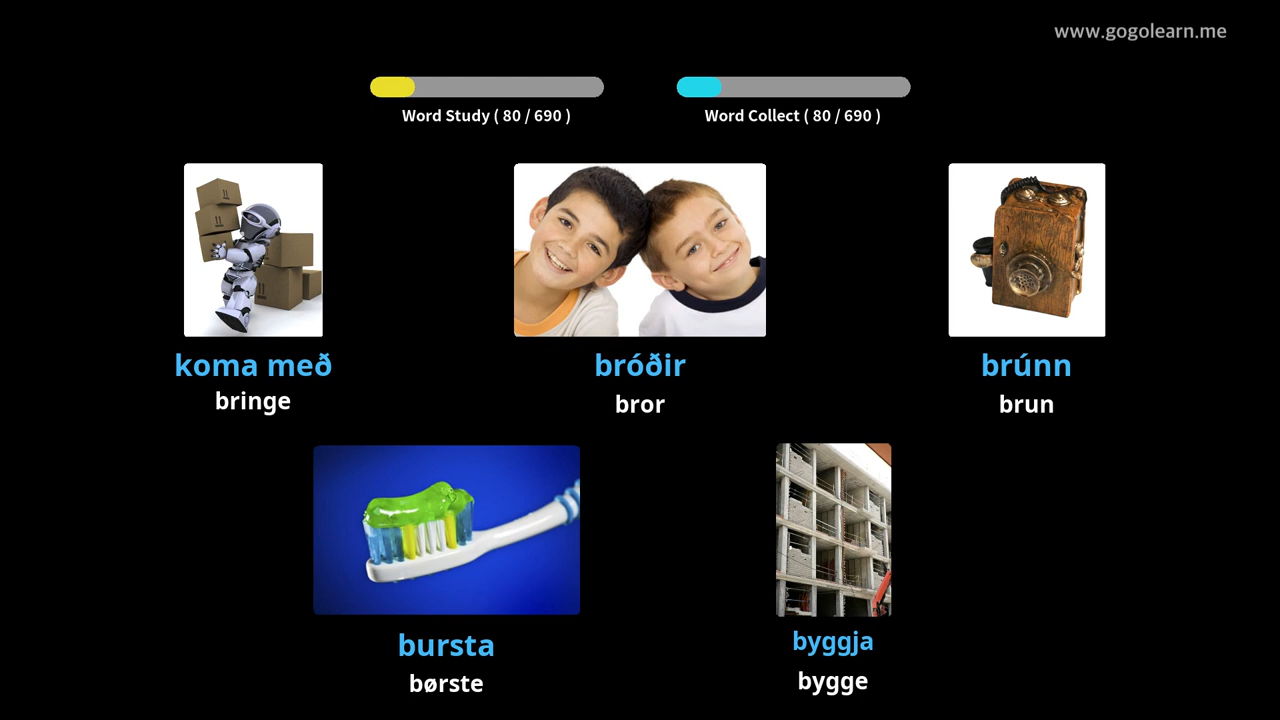 www.gogolearn.me
Word Study ( 80 / 690 )
Word Collect ( 80 / 690 )
koma með
bringe
bróðir
bror
brúnn
brun
bursta
børste
byggja
bygge